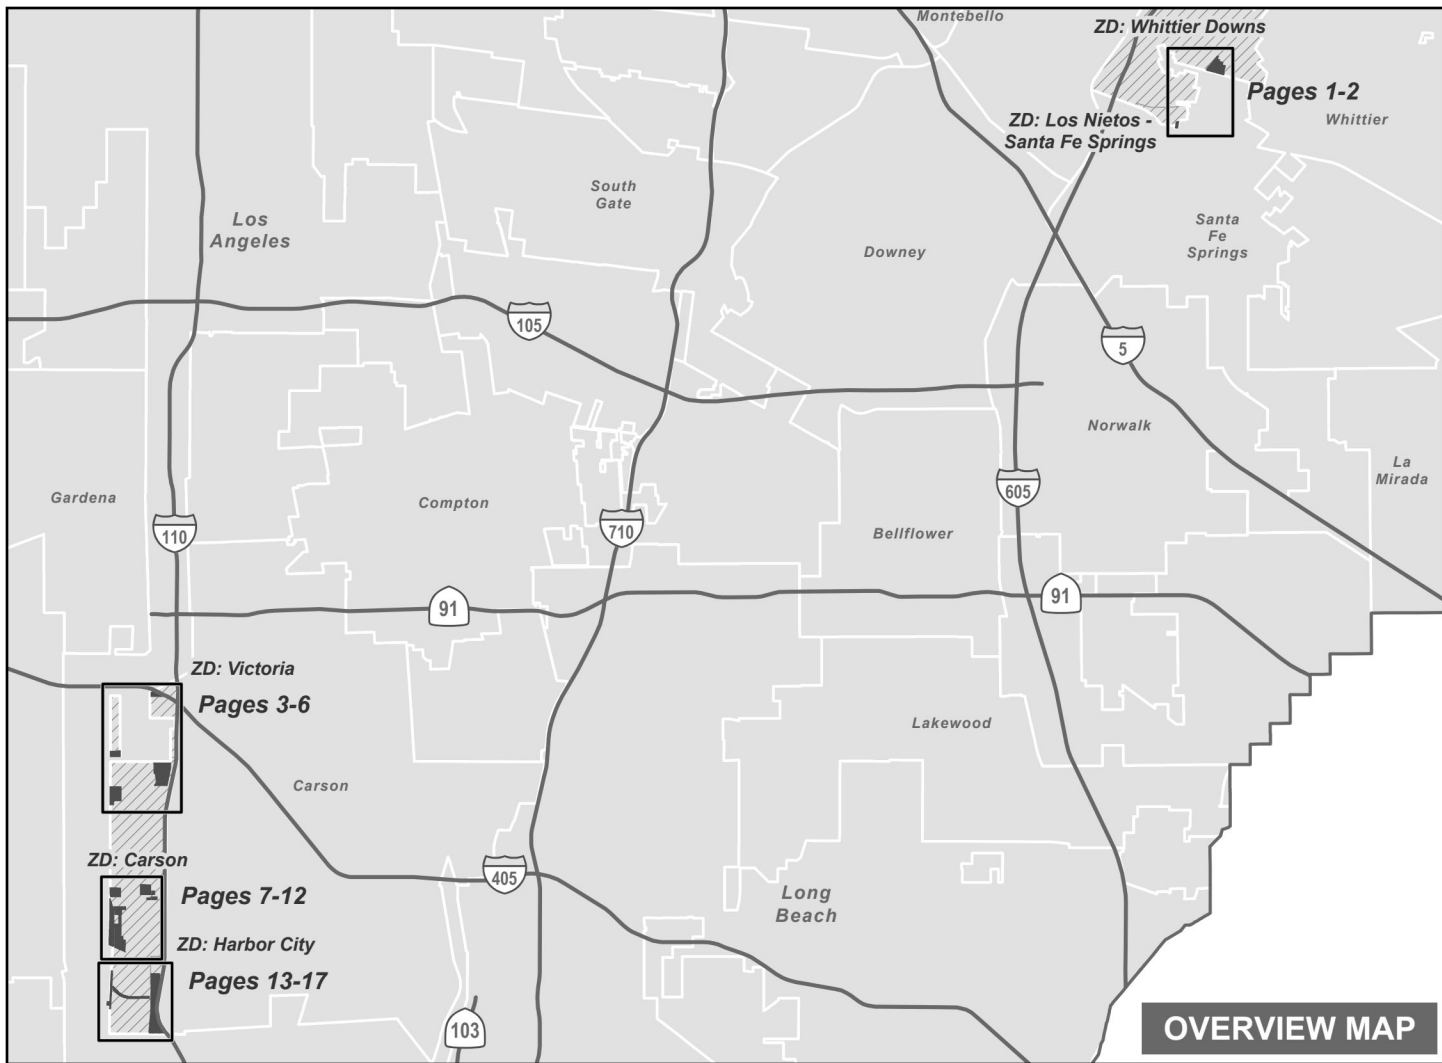 Montebello
ZD: Whittier Downs
Pages 1-2
Whittier
ZD: Los Nietos -
Santa Fe Springs
South
Gate
Los
Angeles
Santa
Fe
Springs
Downey
105
5
Norwalk
La
Mirada
Gardena
Compton
605
110
710
Bellflower
91
91
ZD: Victoria
Pages 3-6
Lakewood
Carson
ZD: Carson
Pages 7-12
405
Long
Beach
ZD: Harbor City
Pages 13-17
103
OVERVIEW MAP